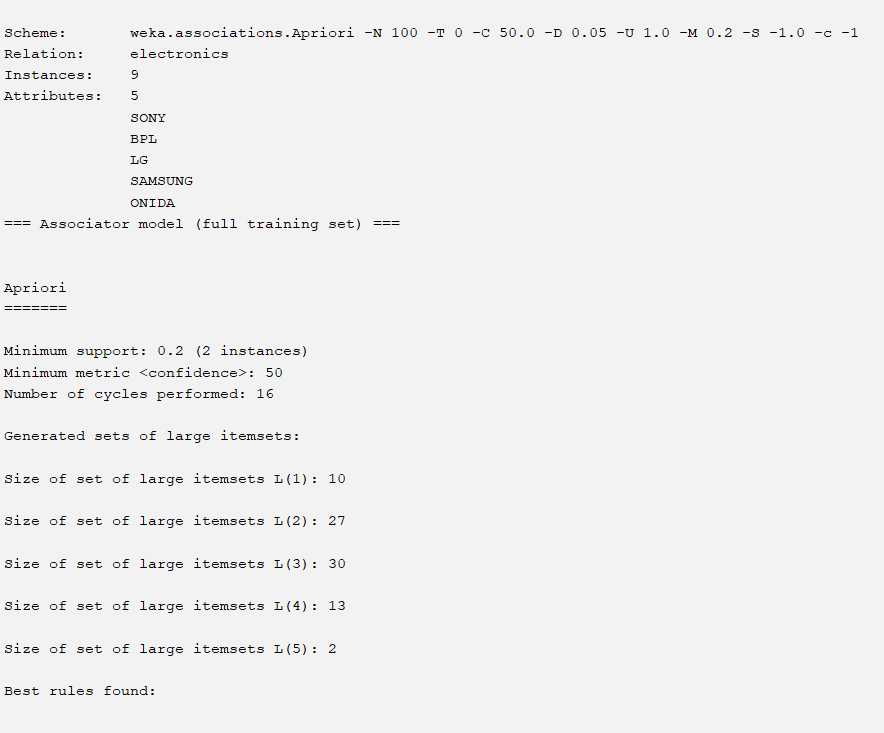 Scheme: weka.associations.Apriori -N 100 -T 0 -C 50.0 -D 0.05 -U 1.0 -M 0.2 -S -1.0 -c -1
Relation: electronics
Instances: 9
Attributes: 5
SONY
BPL
LG
SAMSUNG
ONIDA
=== Associator model (full training set) ===
Apriori
=======
Minimum support: 0.2 (2 instances)
Minimum metric <confidence>: 50
Number of cycles performed: 16
Generated sets of large itemsets:
Size of set of large itemsets L(1): 10
Size of set of large itemsets L(2): 27
Size of set of large itemsets L(3): 30
Size of set of large itemsets L(4): 13
Size of set of large itemsets L(5): 2
Best rules found: